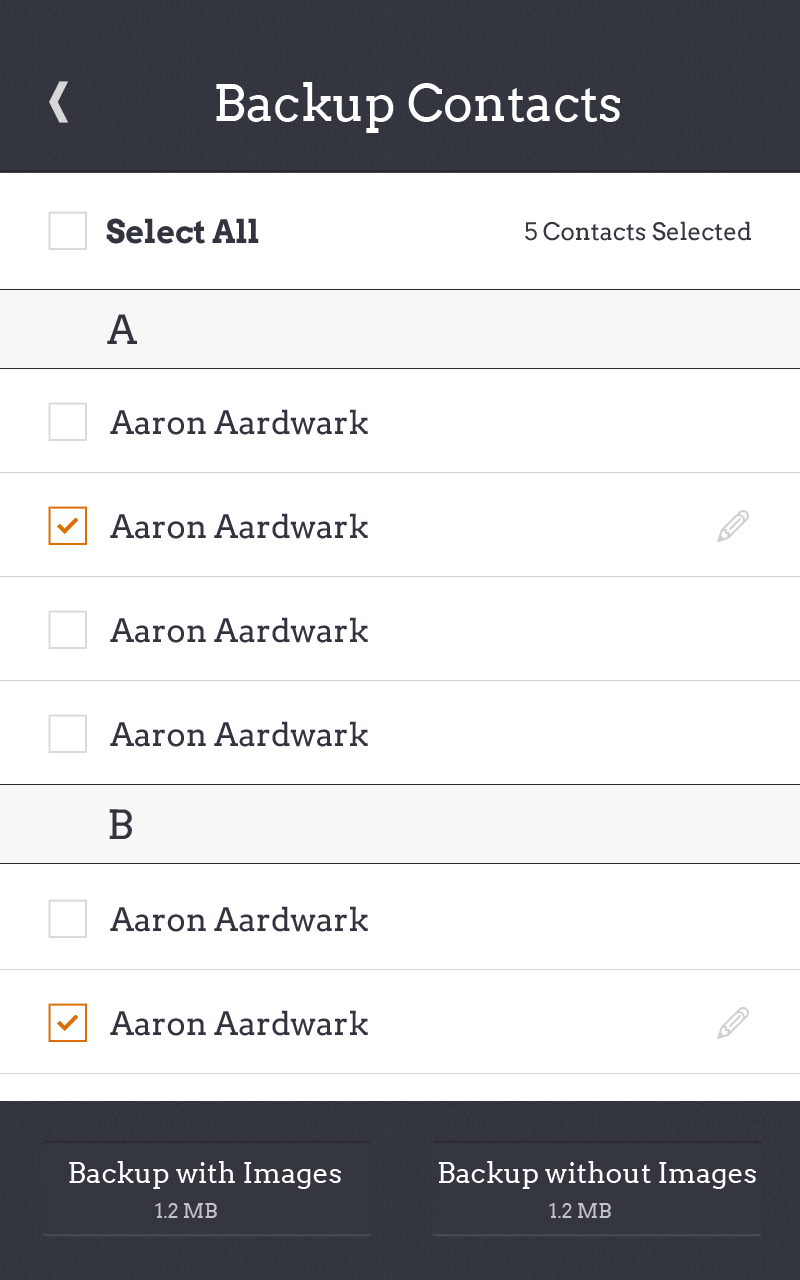 Backup Contacts
Select All
5 Contacts Selected
A
Aaron Aardwark
Aaron Aardwark
Aaron Aardwark
Aaron Aardwark
B
Aaron Aardwark
Aaron Aardwark
Backup with Images
1.2 MB
Backup without Images
1.2 MB